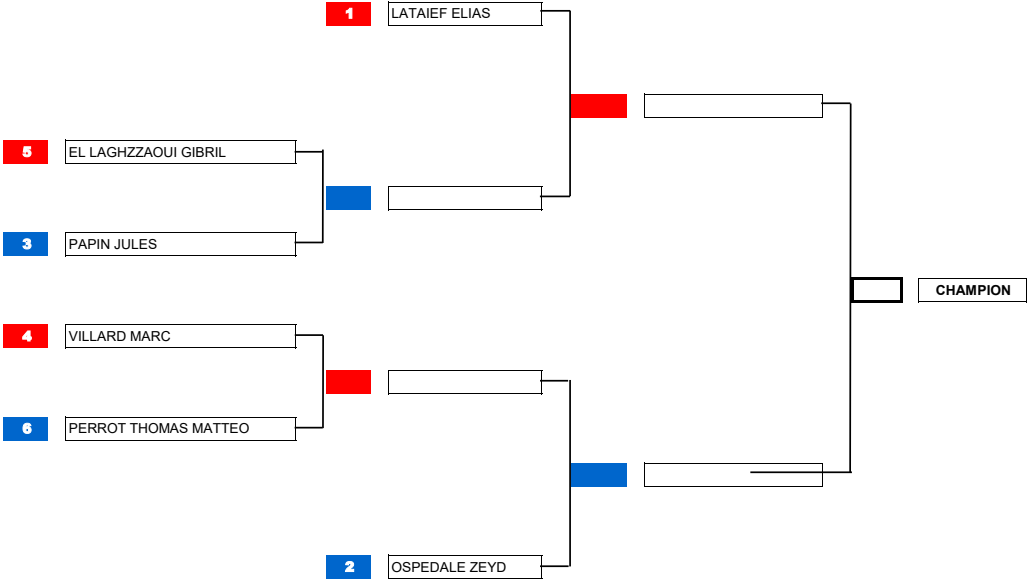 1 LATAIEF ELIAS
5 EL LAGHZZAOUI GIBRIL
3 PAPIN JULES
CHAMPION
4 VILLARD MARC
6 PERROT THOMAS MATTEO
2 OSPEDALE ZEYD